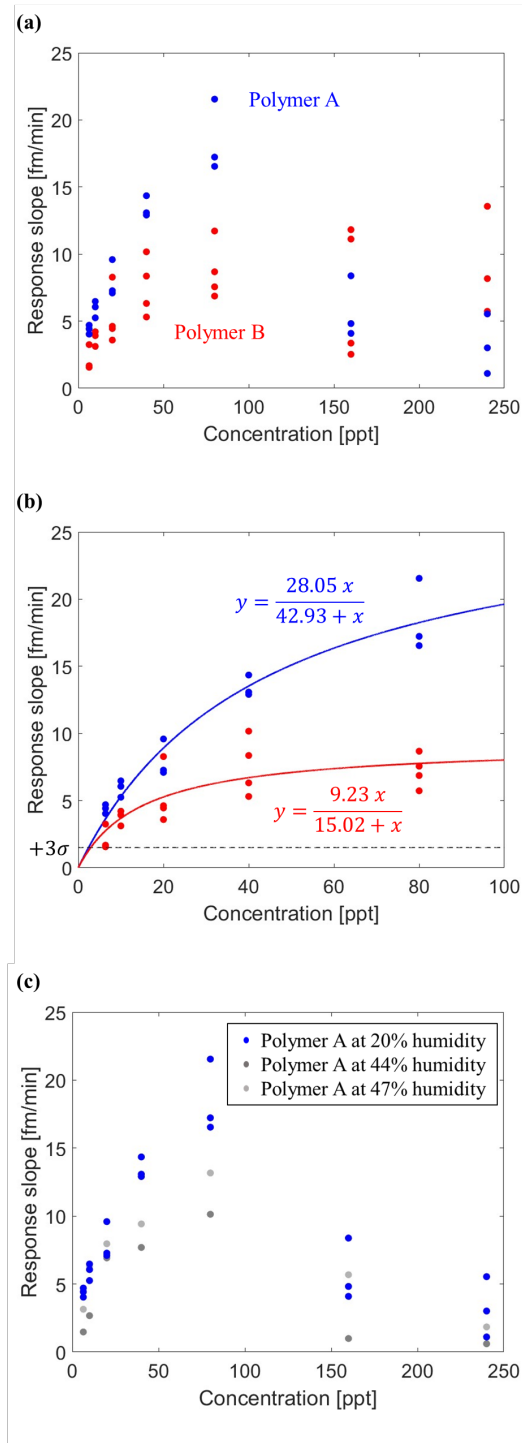 (a)
25
20
15
10
5
0
Response slope [fm/min]
Polymer A
Polymer B
0 50 100 150 200 250
Concentration [ppt]
(b)
25
20
15
10
5
0
Response slope [fm/min]
y = 28.05 x / 42.93 + x
y = 9.23 x / 15.02 + x
+3σ
0 20 40 60 80 100
Concentration [ppt]
(c)
25
20
15
10
5
0
Response slope [fm/min]
Polymer A at 20% humidity
Polymer A at 44% humidity
Polymer A at 47% humidity
0 50 100 150 200 250
Concentration [ppt]